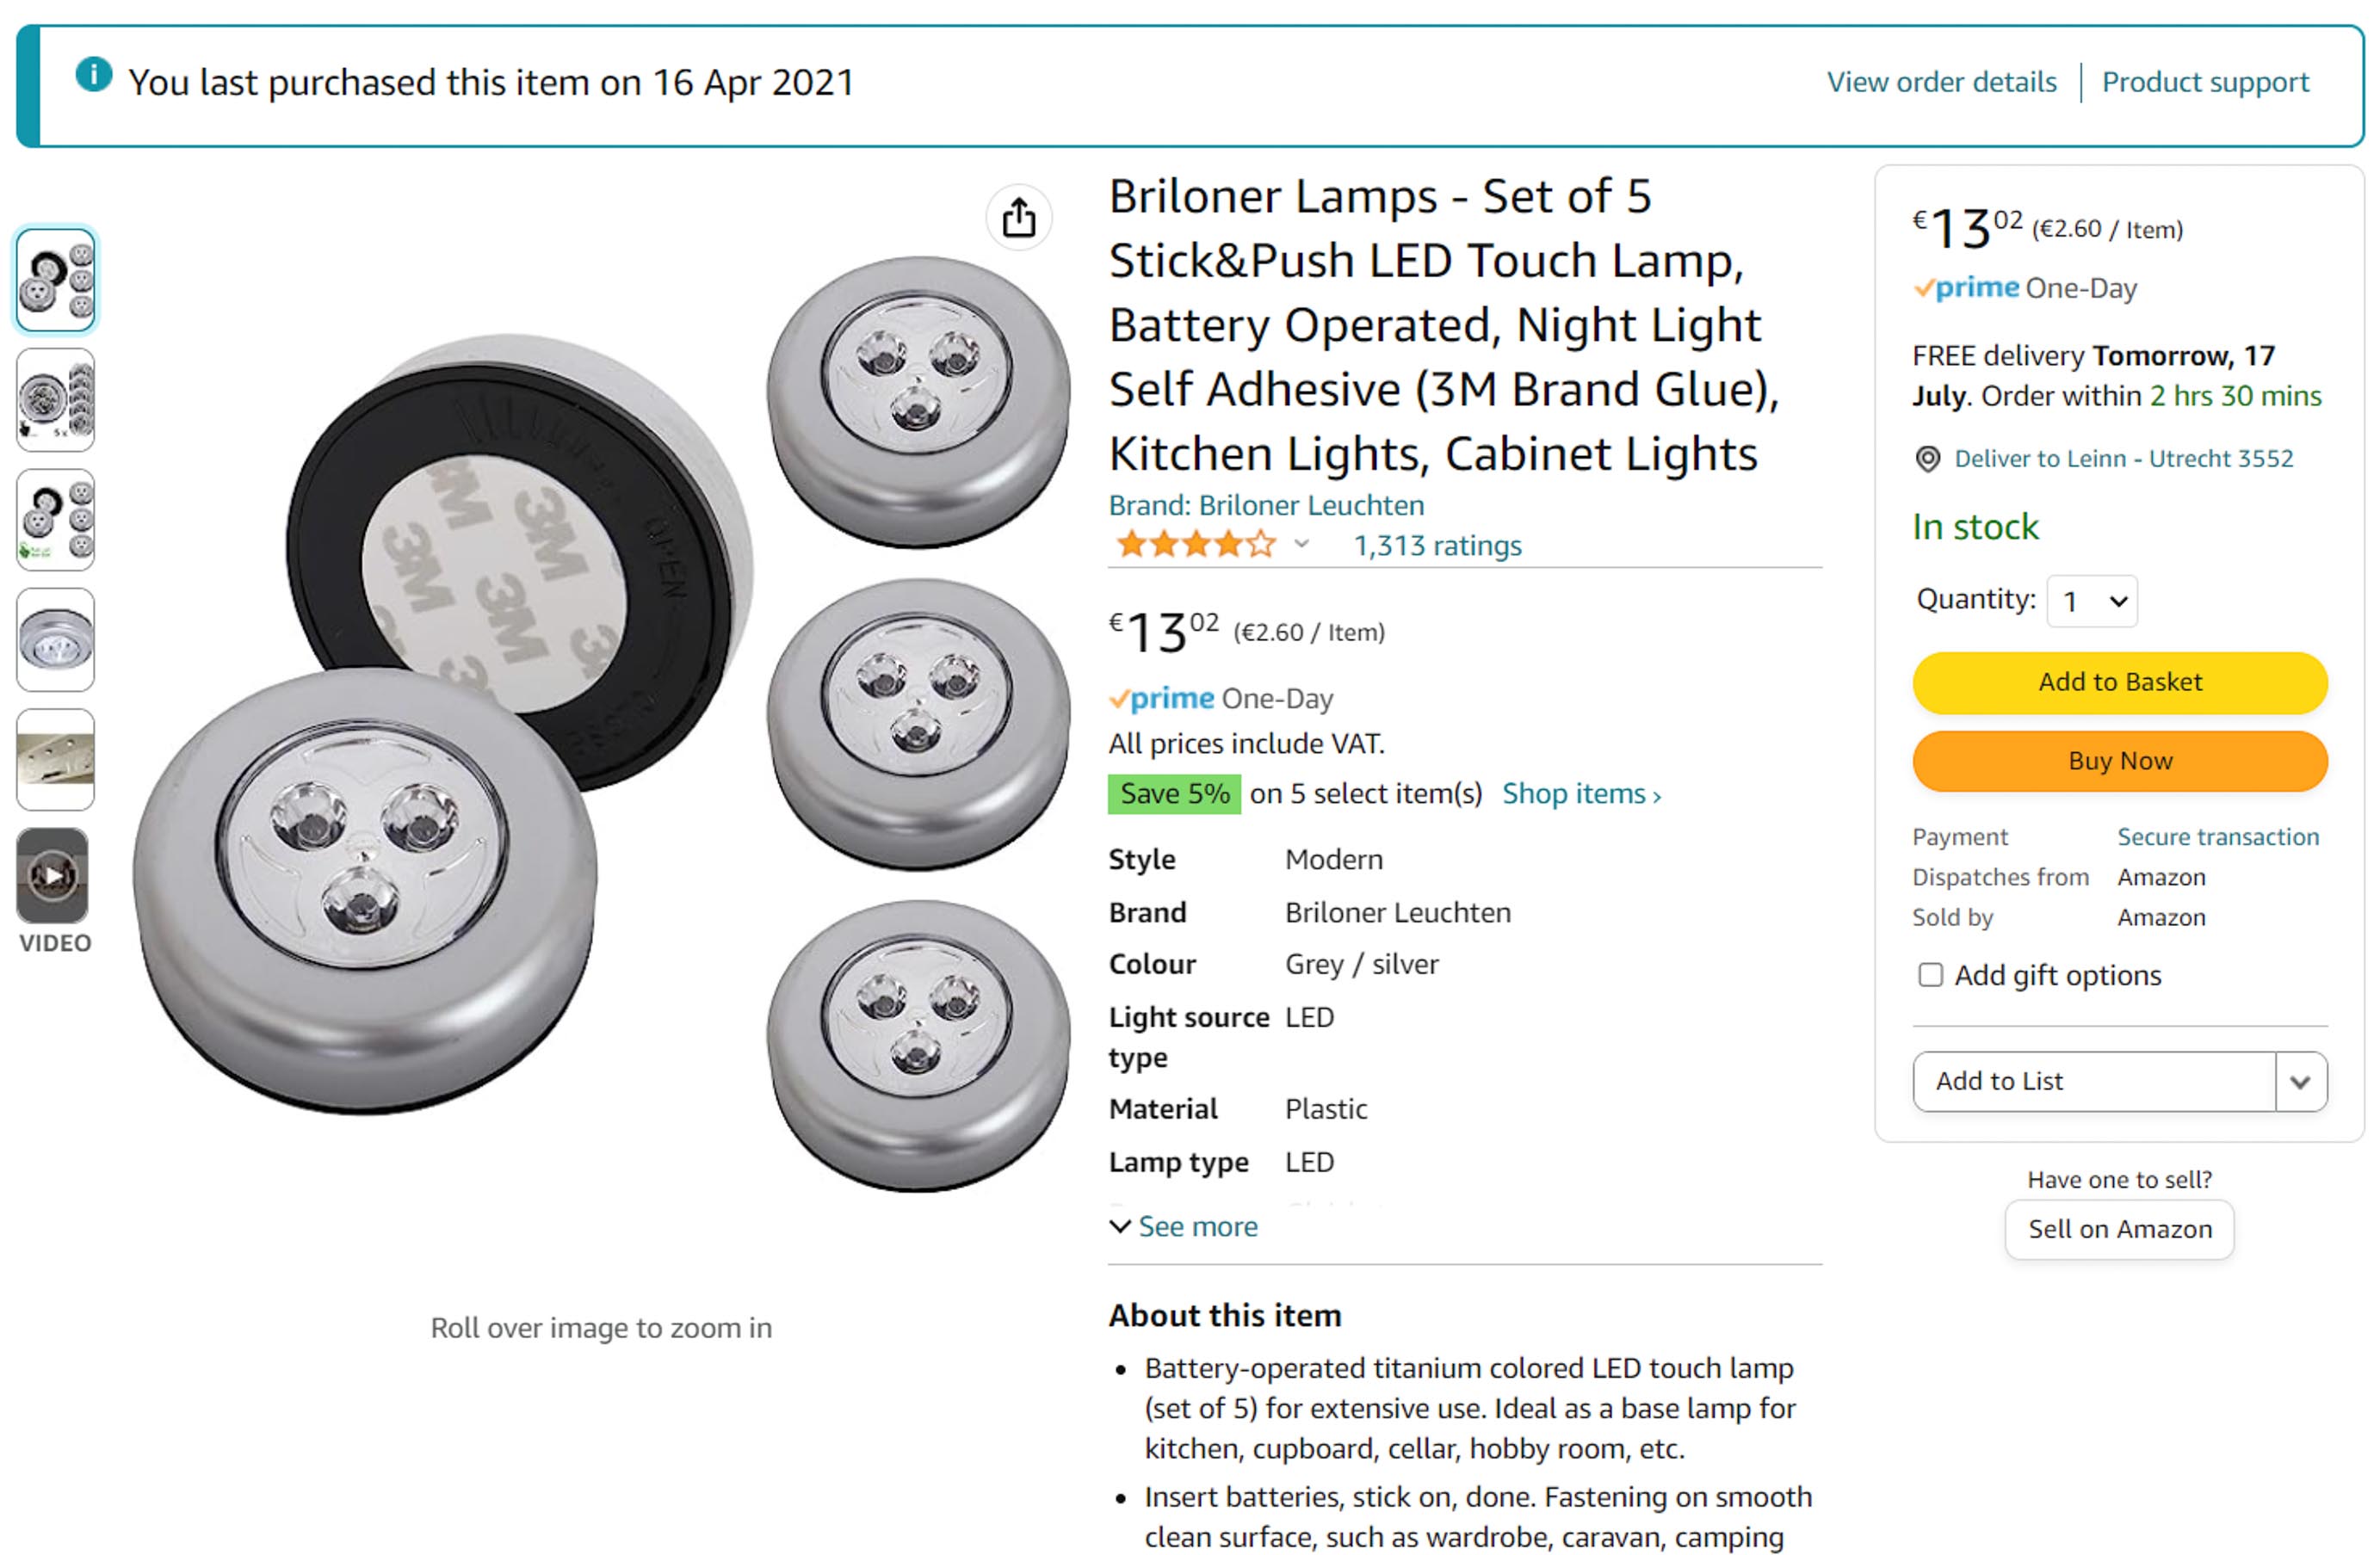 You last purchased this item on 16 Apr 2021
View order details
Product support
VIDEO
3M 3M
3M 3M
OPEN
Roll over image to zoom in
Briloner Lamps - Set of 5
Stick&Push LED Touch Lamp,
Battery Operated, Night Light
Self Adhesive (3M Brand Glue),
Kitchen Lights, Cabinet Lights
Brand: Briloner Leuchten
1,313 ratings
€1302 (€2.60 / Item)
prime One-Day
All prices include VAT.
Save 5% on 5 select item(s) Shop items ›
Style Modern
Brand Briloner Leuchten
Colour Grey / silver
Light source LED
type
Material Plastic
Lamp type LED
See more
About this item
• Battery-operated titanium colored LED touch lamp
(set of 5) for extensive use. Ideal as a base lamp for
kitchen, cupboard, cellar, hobby room, etc.
• Insert batteries, stick on, done. Fastening on smooth
clean surface, such as wardrobe, caravan, camping
€1302 (€2.60 / Item)
prime One-Day
FREE delivery Tomorrow, 17
July. Order within 2 hrs 30 mins
Deliver to Leinn - Utrecht 3552
In stock
Quantity: 1
Add to Basket
Buy Now
Payment Secure transaction
Dispatches from Amazon
Sold by Amazon
Add gift options
Add to List
Have one to sell?
Sell on Amazon